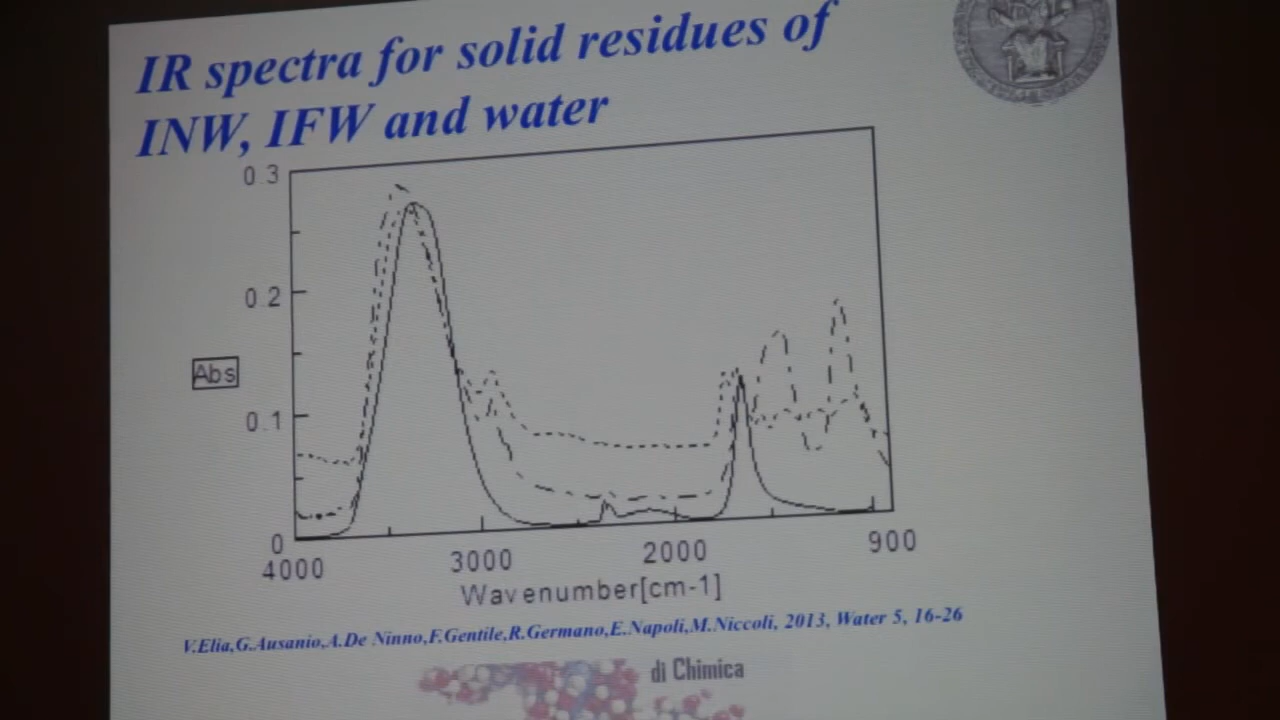 IR spectra for solid residues of
INW, IFW and water
0.3
0.2
Abs
0.1
0
4000
3000
2000
900
Wavenumber[cm-1]
V.Elia,G.Ausanio,A.De Ninno,F.Gentile,R.Germano,E.Napoli,M.Niccoli, 2013, Water 5, 16-26
di Chimica